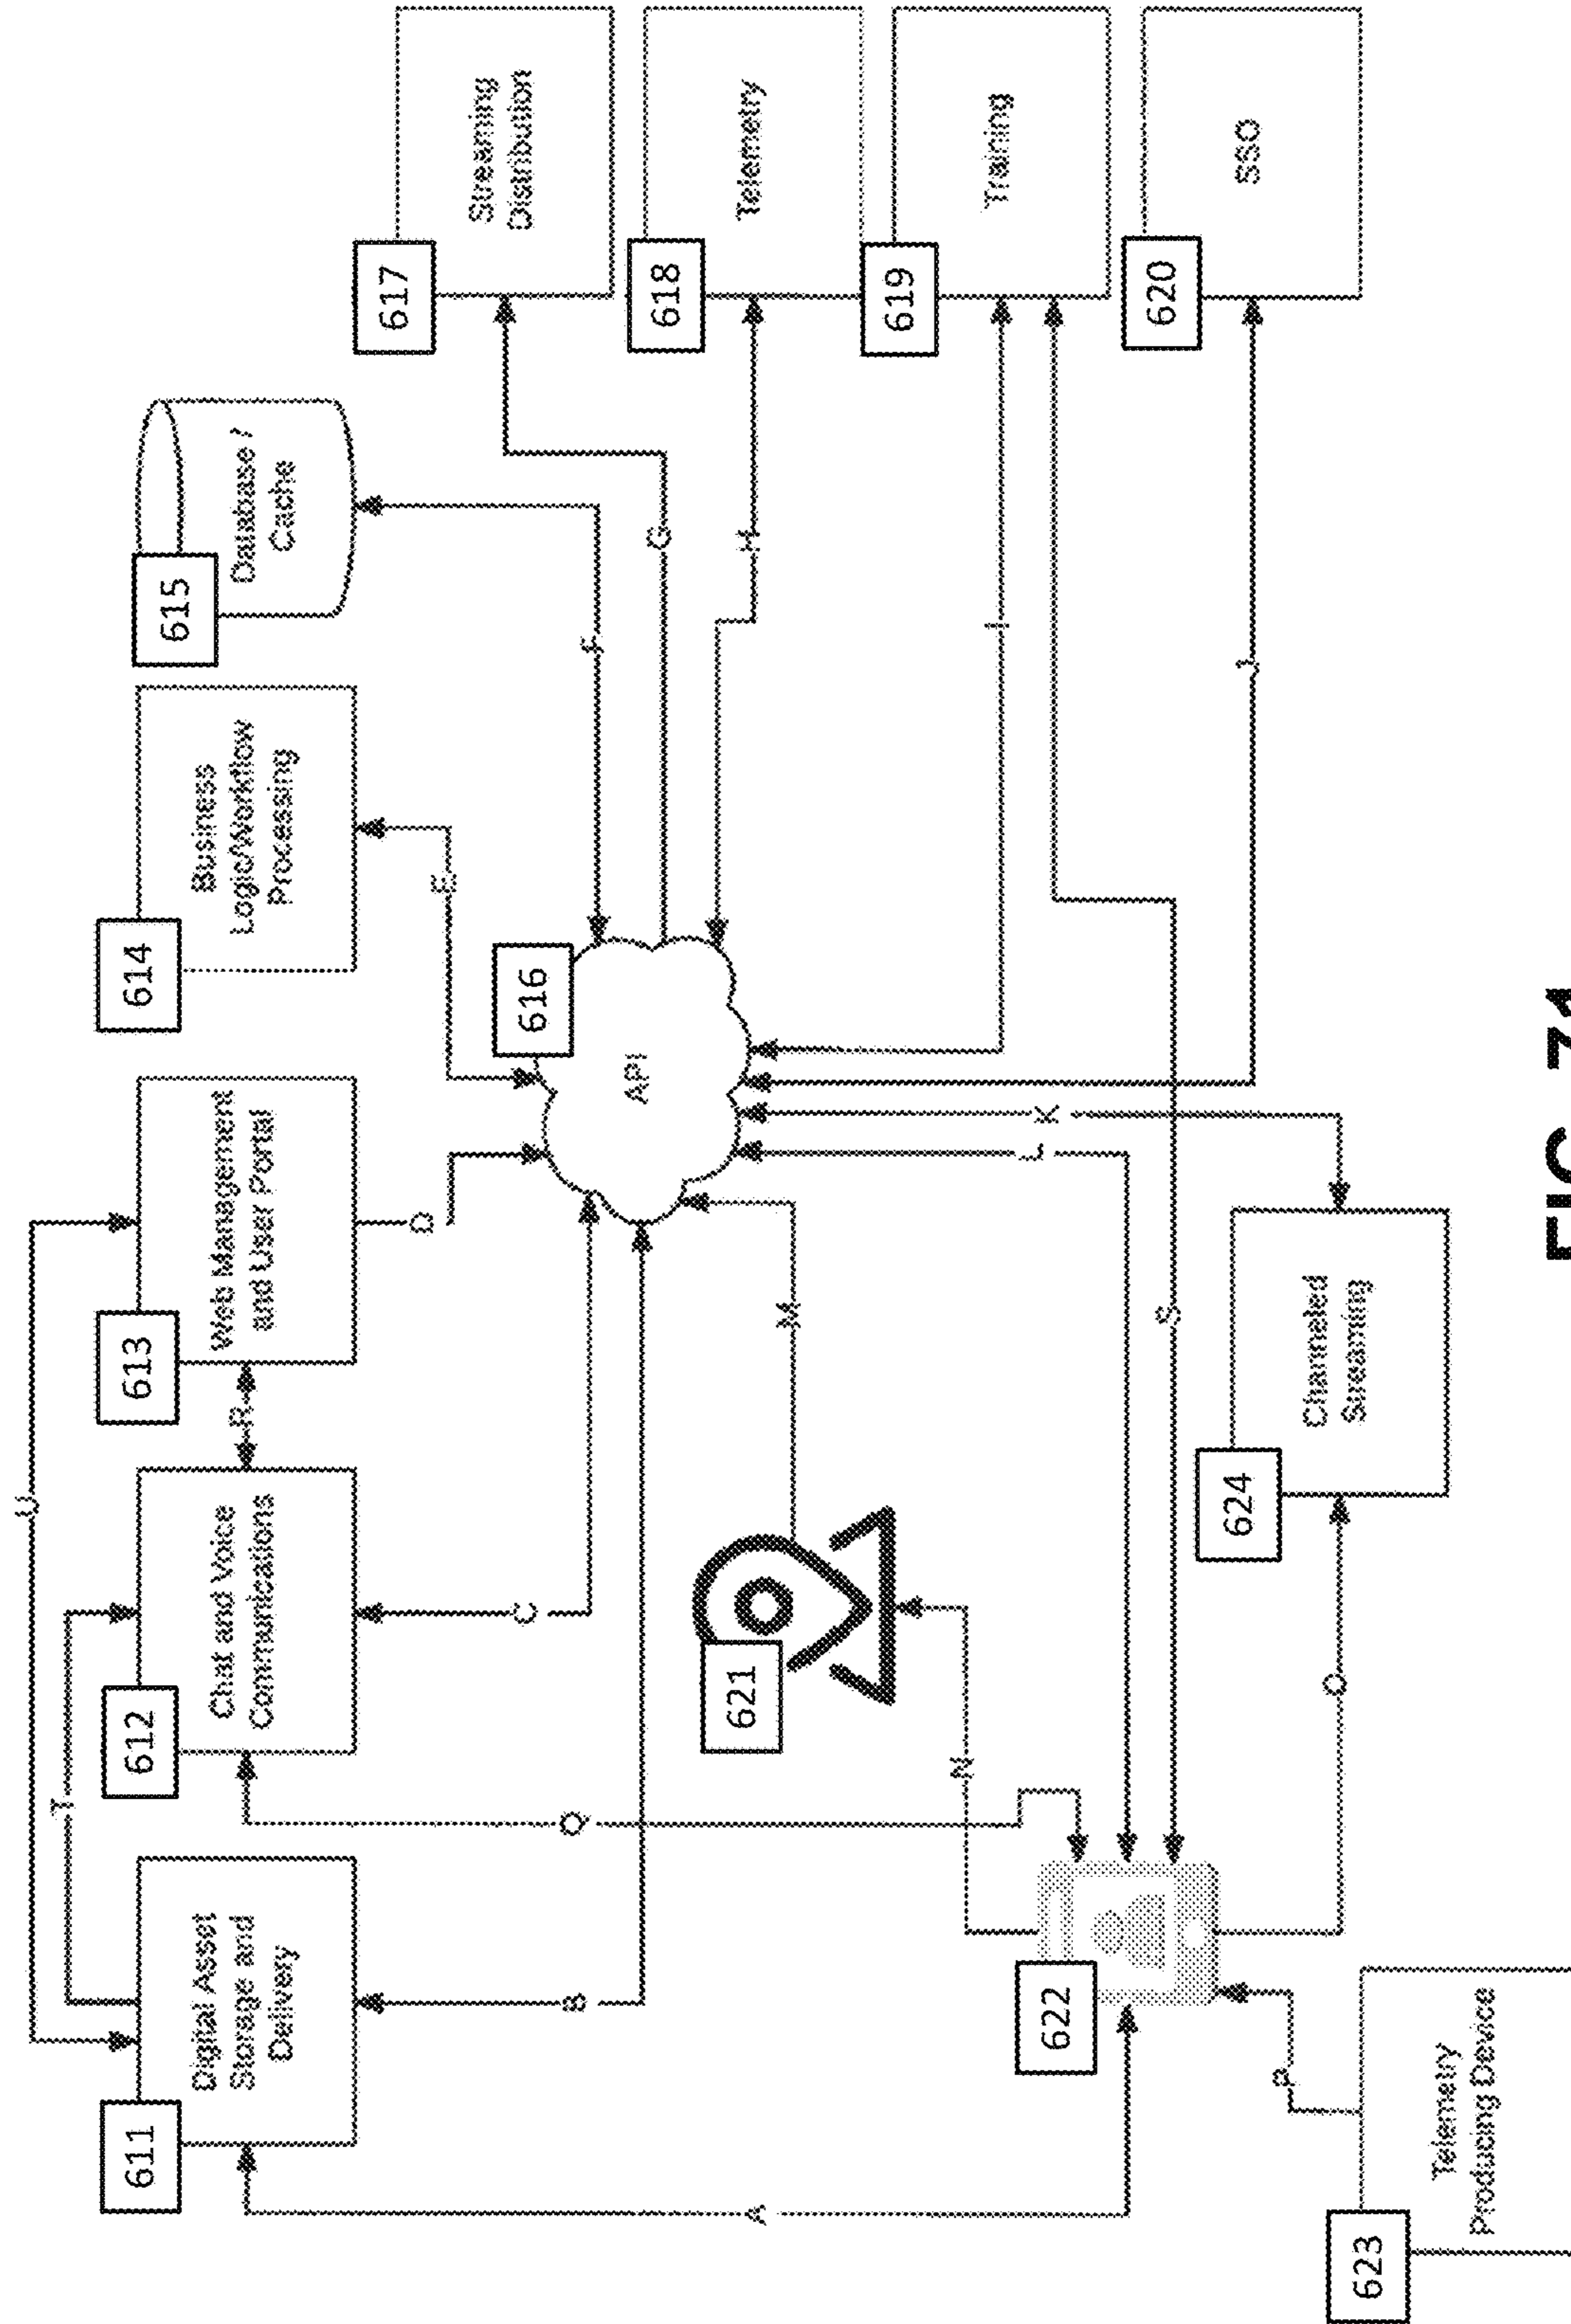 U
T
611
Digital Asset
Storage and
Delivery
612
Chat and Voice
Communications
R
613
Web Management
and User Portal
614
Business
Logic/Workflow
Processing
615
Database /
Cache
A
B
Q
C
D
E
F
616
API
G
H
617
Streaming
Distribution
618
Telemetry
619
Training
620
SSO
621
M
N
I
J
K
L
S
622
O
P
623
Telemetry
Producing Device
624
Channeled
Streaming
FIG. 71